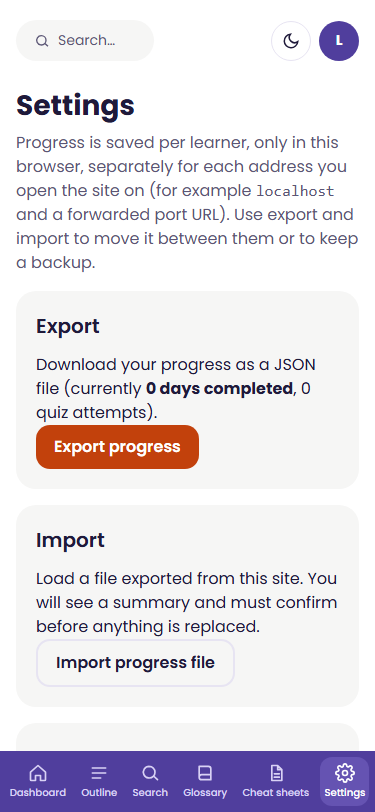 Search...
L
Settings
Progress is saved per learner, only in this
browser, separately for each address you
open the site on (for example localhost
and a forwarded port URL). Use export and
import to move it between them or to keep
a backup.
Export
Download your progress as a JSON
file (currently 0 days completed, 0
quiz attempts).
Export progress
Import
Load a file exported from this site. You
will see a summary and must confirm
before anything is replaced.
Import progress file
Dashboard Outline Search Glossary Cheat sheets Settings